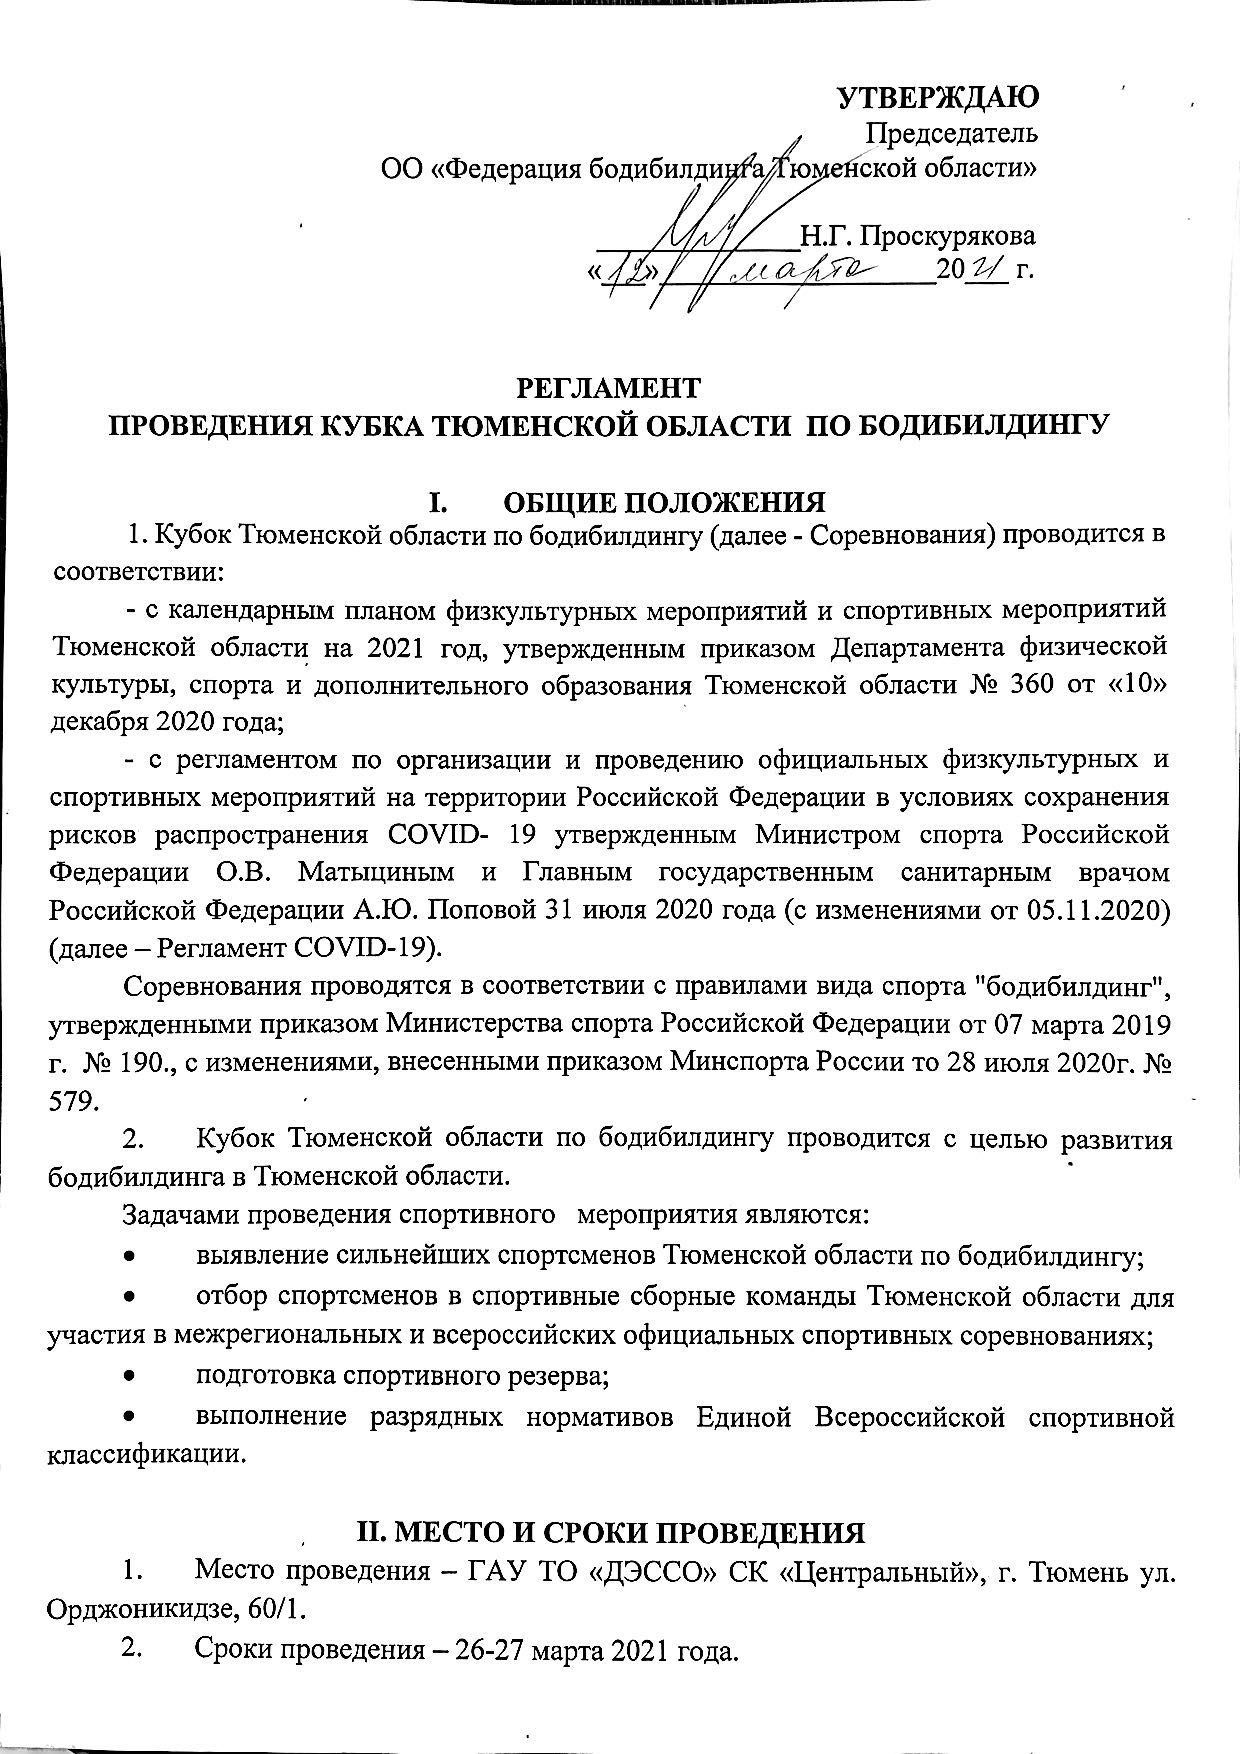 УТВЕРЖДАЮ
Председатель
ОО «Федерация бодибилдинга Тюменской области»
______________Н.Г. Проскурякова
«12» марта 2021 г.
РЕГЛАМЕНТ
ПРОВЕДЕНИЯ КУБКА ТЮМЕНСКОЙ ОБЛАСТИ ПО БОДИБИЛДИНГУ
I. ОБЩИЕ ПОЛОЖЕНИЯ
1. Кубок Тюменской области по бодибилдингу (далее - Соревнования) проводится в
соответствии:
- с календарным планом физкультурных мероприятий и спортивных мероприятий
Тюменской области на 2021 год, утвержденным приказом Департамента физической
культуры, спорта и дополнительного образования Тюменской области № 360 от «10»
декабря 2020 года;
- с регламентом по организации и проведению официальных физкультурных и
спортивных мероприятий на территории Российской Федерации в условиях сохранения
рисков распространения COVID- 19 утвержденным Министром спорта Российской
Федерации О.В. Матыциным и Главным государственным санитарным врачом
Российской Федерации А.Ю. Поповой 31 июля 2020 года (с изменениями от 05.11.2020)
(далее – Регламент COVID-19).
Соревнования проводятся в соответствии с правилами вида спорта "бодибилдинг",
утвержденными приказом Министерства спорта Российской Федерации от 07 марта 2019
г. № 190., с изменениями, внесенными приказом Минспорта России то 28 июля 2020г. №
579.
2. Кубок Тюменской области по бодибилдингу проводится с целью развития
бодибилдинга в Тюменской области.
Задачами проведения спортивного мероприятия являются:
• выявление сильнейших спортсменов Тюменской области по бодибилдингу;
• отбор спортсменов в спортивные сборные команды Тюменской области для
участия в межрегиональных и всероссийских официальных спортивных соревнованиях;
• подготовка спортивного резерва;
• выполнение разрядных нормативов Единой Всероссийской спортивной
классификации.
II. МЕСТО И СРОКИ ПРОВЕДЕНИЯ
1. Место проведения – ГАУ ТО «ДЭССО» СК «Центральный», г. Тюмень ул.
Орджоникидзе, 60/1.
2. Сроки проведения – 26-27 марта 2021 года.